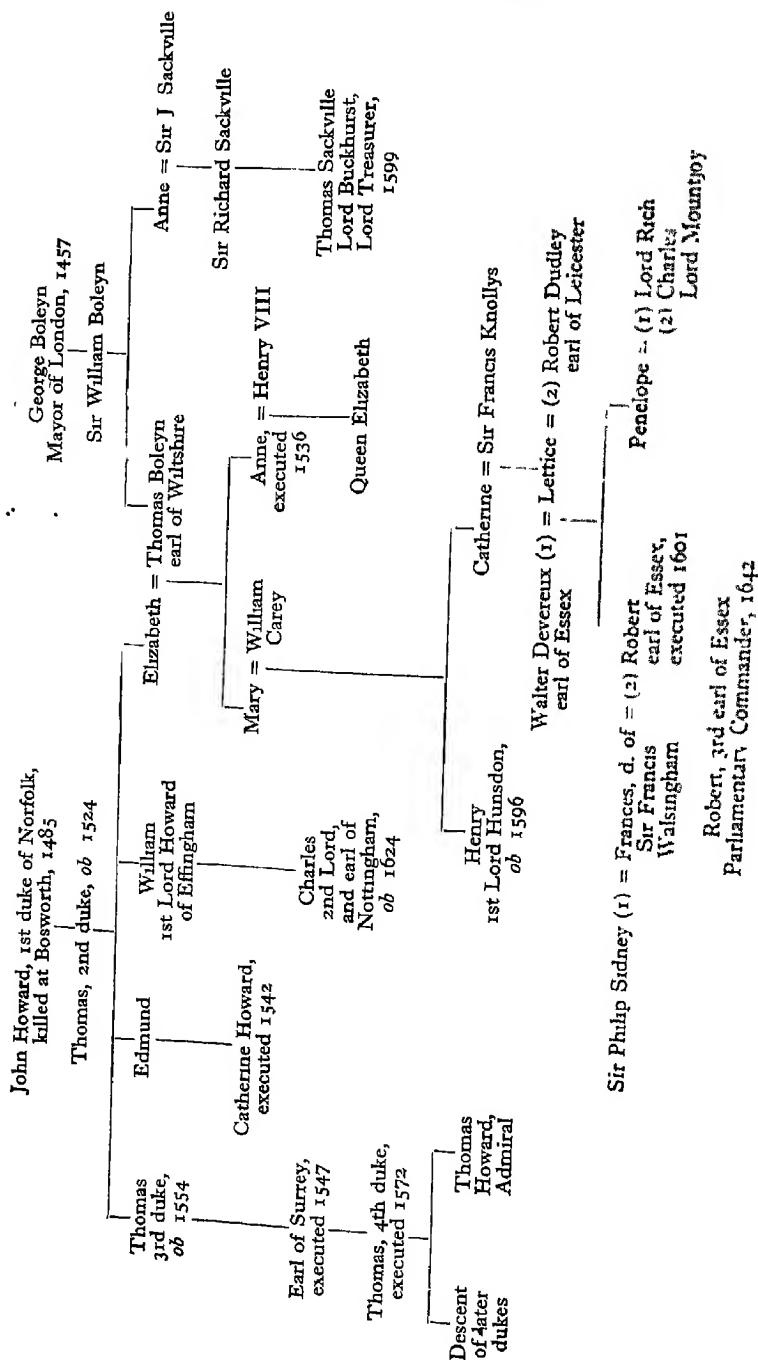 John Howard, 1st duke of Norfolk,
killed at Bosworth, 1485
Thomas, 2nd duke, ob 1524
George Boleyn
Mayor of London, 1457
Sir William Boleyn
Thomas
3rd duke,
ob 1554
Edmund
William
1st Lord Howard
of Effingham
Elizabeth = Thomas Boleyn
earl of Wiltshire
Anne = Sir J Sackville
Sir Richard Sackville
Thomas Sackville
Lord Buckhurst,
Lord Treasurer,
1599
Catherine Howard,
executed 1542
Charles
2nd Lord,
and earl of
Nottingham,
ob 1624
Mary = William
Carey
Anne, = Henry VIII
executed
1536
Queen Elizabeth
Earl of Surrey,
executed 1547
Thomas, 4th duke,
executed 1572
Descent
of later
dukes
Thomas
Howard,
Admiral
Henry
1st Lord Hunsdon,
ob 1596
Catherine = Sir Francis Knollys
Walter Devereux (1) = Lettice = (2) Robert Dudley
earl of Essex
earl of Leicester
Sir Philip Sidney (1) = Frances, d. of = (2) Robert
Sir Francis
Walsingham
earl of Essex,
executed 1601
Penelope = (1) Lord Rich
(2) Charles
Lord Mountjoy
Robert, 3rd earl of Essex
Parliamentary Commander, 1642